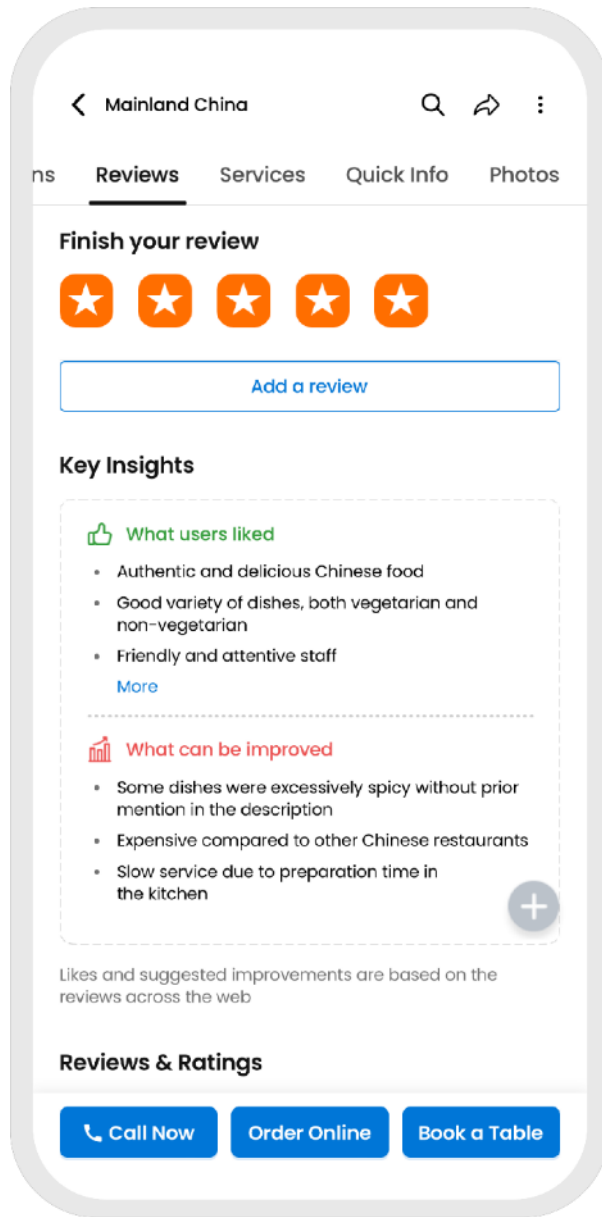 Mainland China
ns Reviews Services Quick Info Photos
Finish your review
Add a review
Key Insights
What users liked
• Authentic and delicious Chinese food
• Good variety of dishes, both vegetarian and
non-vegetarian
• Friendly and attentive staff
More
What can be improved
• Some dishes were excessively spicy without prior
mention in the description
• Expensive compared to other Chinese restaurants
• Slow service due to preparation time in
the kitchen
Likes and suggested improvements are based on the
reviews across the web
Reviews & Ratings
Call Now Order Online Book a Table